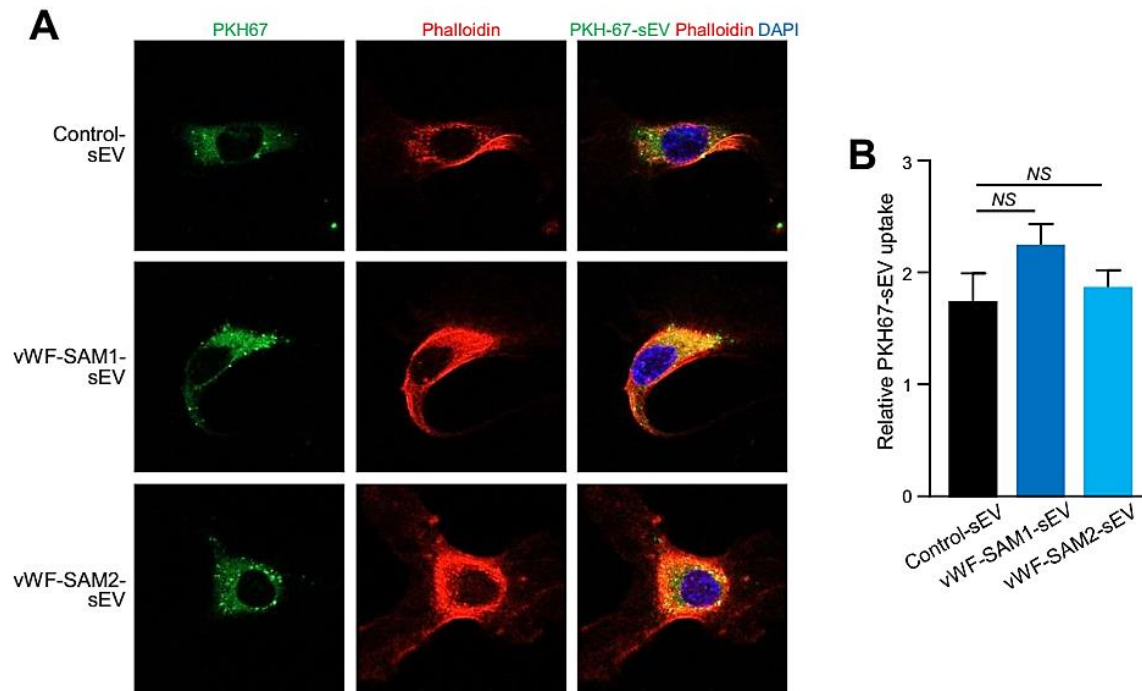 A
PKH67
Phalloidin
PKH-67-sEV Phalloidin DAPI
Control-
sEV
vWF-SAM1-
sEV
vWF-SAM2-
sEV
B
Relative PKH67-sEV uptake
3
2
1
0
NS
NS
Control-sEV
vWF-SAM1-sEV
vWF-SAM2-sEV